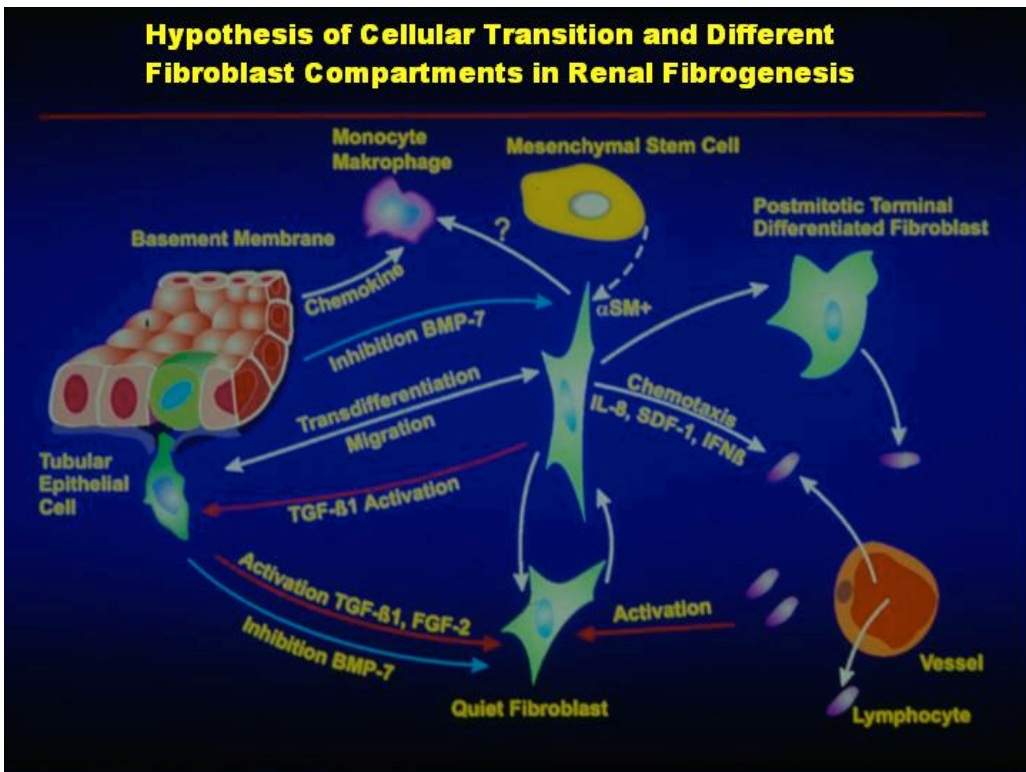 Hypothesis of Cellular Transition and Different
Fibroblast Compartments in Renal Fibrogenesis
Monocyte
Makrophage
Mesenchymal Stem Cell
Postmitotic Terminal
Differentiated Fibroblast
Basement Membrane
?
Chemokine
αSM+
Inhibition BMP-7
Transdifferentiation
Migration
Chemotaxis
IL-8, SDF-1, IFNß
Tubular
Epithelial
Cell
TGF-ß1 Activation
Activation TGF-ß1, FGF-2
Inhibition BMP-7
Activation
Vessel
Quiet Fibroblast
Lymphocyte